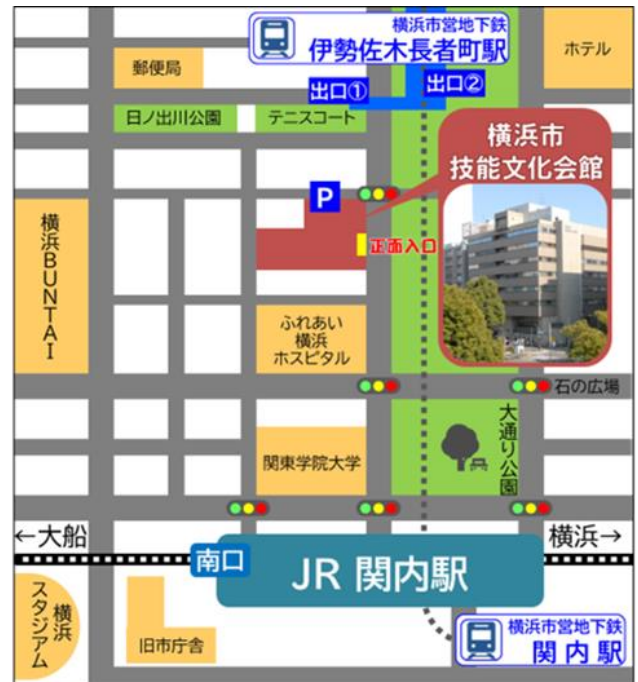 横浜市営地下鉄
伊勢佐木長者町駅
ホテル
郵便局
出口①
出口②
日ノ出川公園
テニスコート
横浜市
技能文化会館
P
正面入口
横浜BUNTAI
ふれあい
横浜
ホスピタル
石の広場
大通り公園
関東学院大学
←大船
横浜→
南口
JR 関内駅
横浜
スタジアム
旧市庁舎
横浜市営地下鉄
関内駅